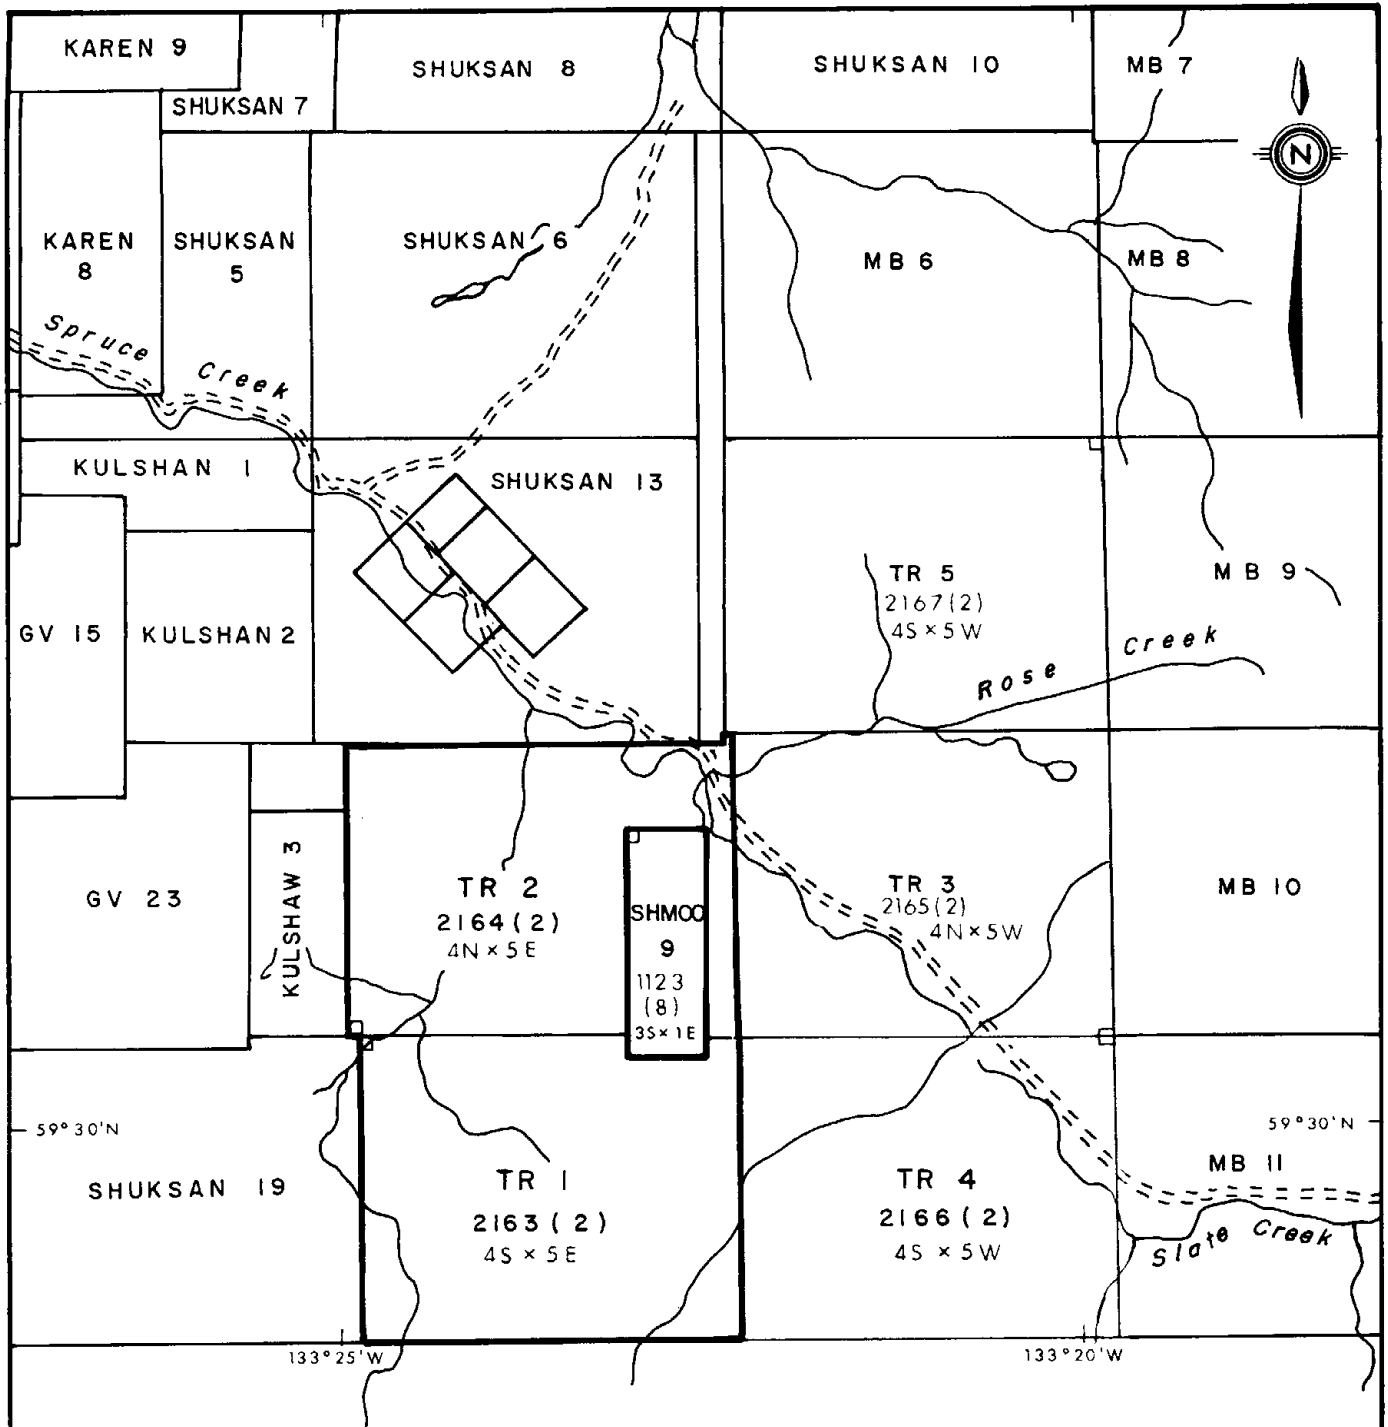 KAREN 9
SHUKSAN 7
SHUKSAN 8
SHUKSAN 10
MB 7
N
KAREN
8
SHUKSAN
5
SHUKSAN 6
MB 6
MB 8
Spruce Creek
KULSHAN 1
SHUKSAN 13
GV 15
KULSHAN 2
TR 5
2167(2)
4S × 5W
MB 9
Rose Creek
GV 23
KULSHAW 3
TR 2
2164(2)
4N × 5E
SHMOO
9
1123
(8)
3S × 1E
TR 3
2165(2)
4N × 5W
MB 10
59°30'N
59°30'N
SHUKSAN 19
TR 1
2163(2)
4S × 5E
TR 4
2166(2)
4S × 5W
MB 11
Slate Creek
133°25'W
133°20'W